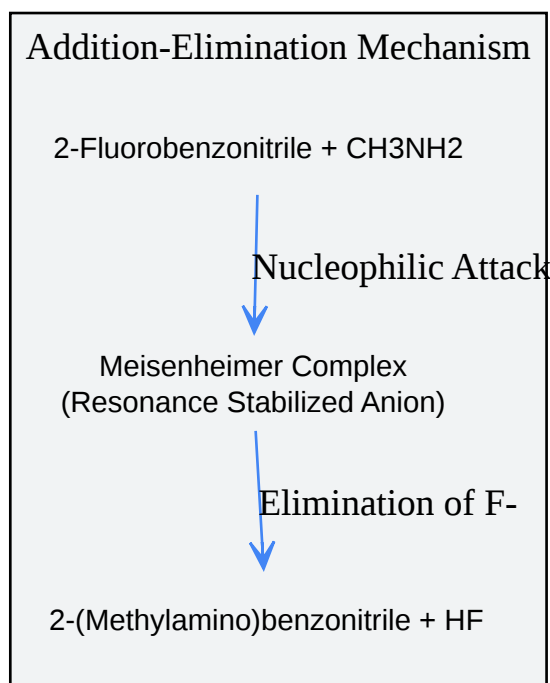 Addition-Elimination Mechanism
2-Fluorobenzonitrile + CH3NH2
Nucleophilic Attack
Meisenheimer Complex
(Resonance Stabilized Anion)
Elimination of F-
2-(Methylamino)benzonitrile + HF